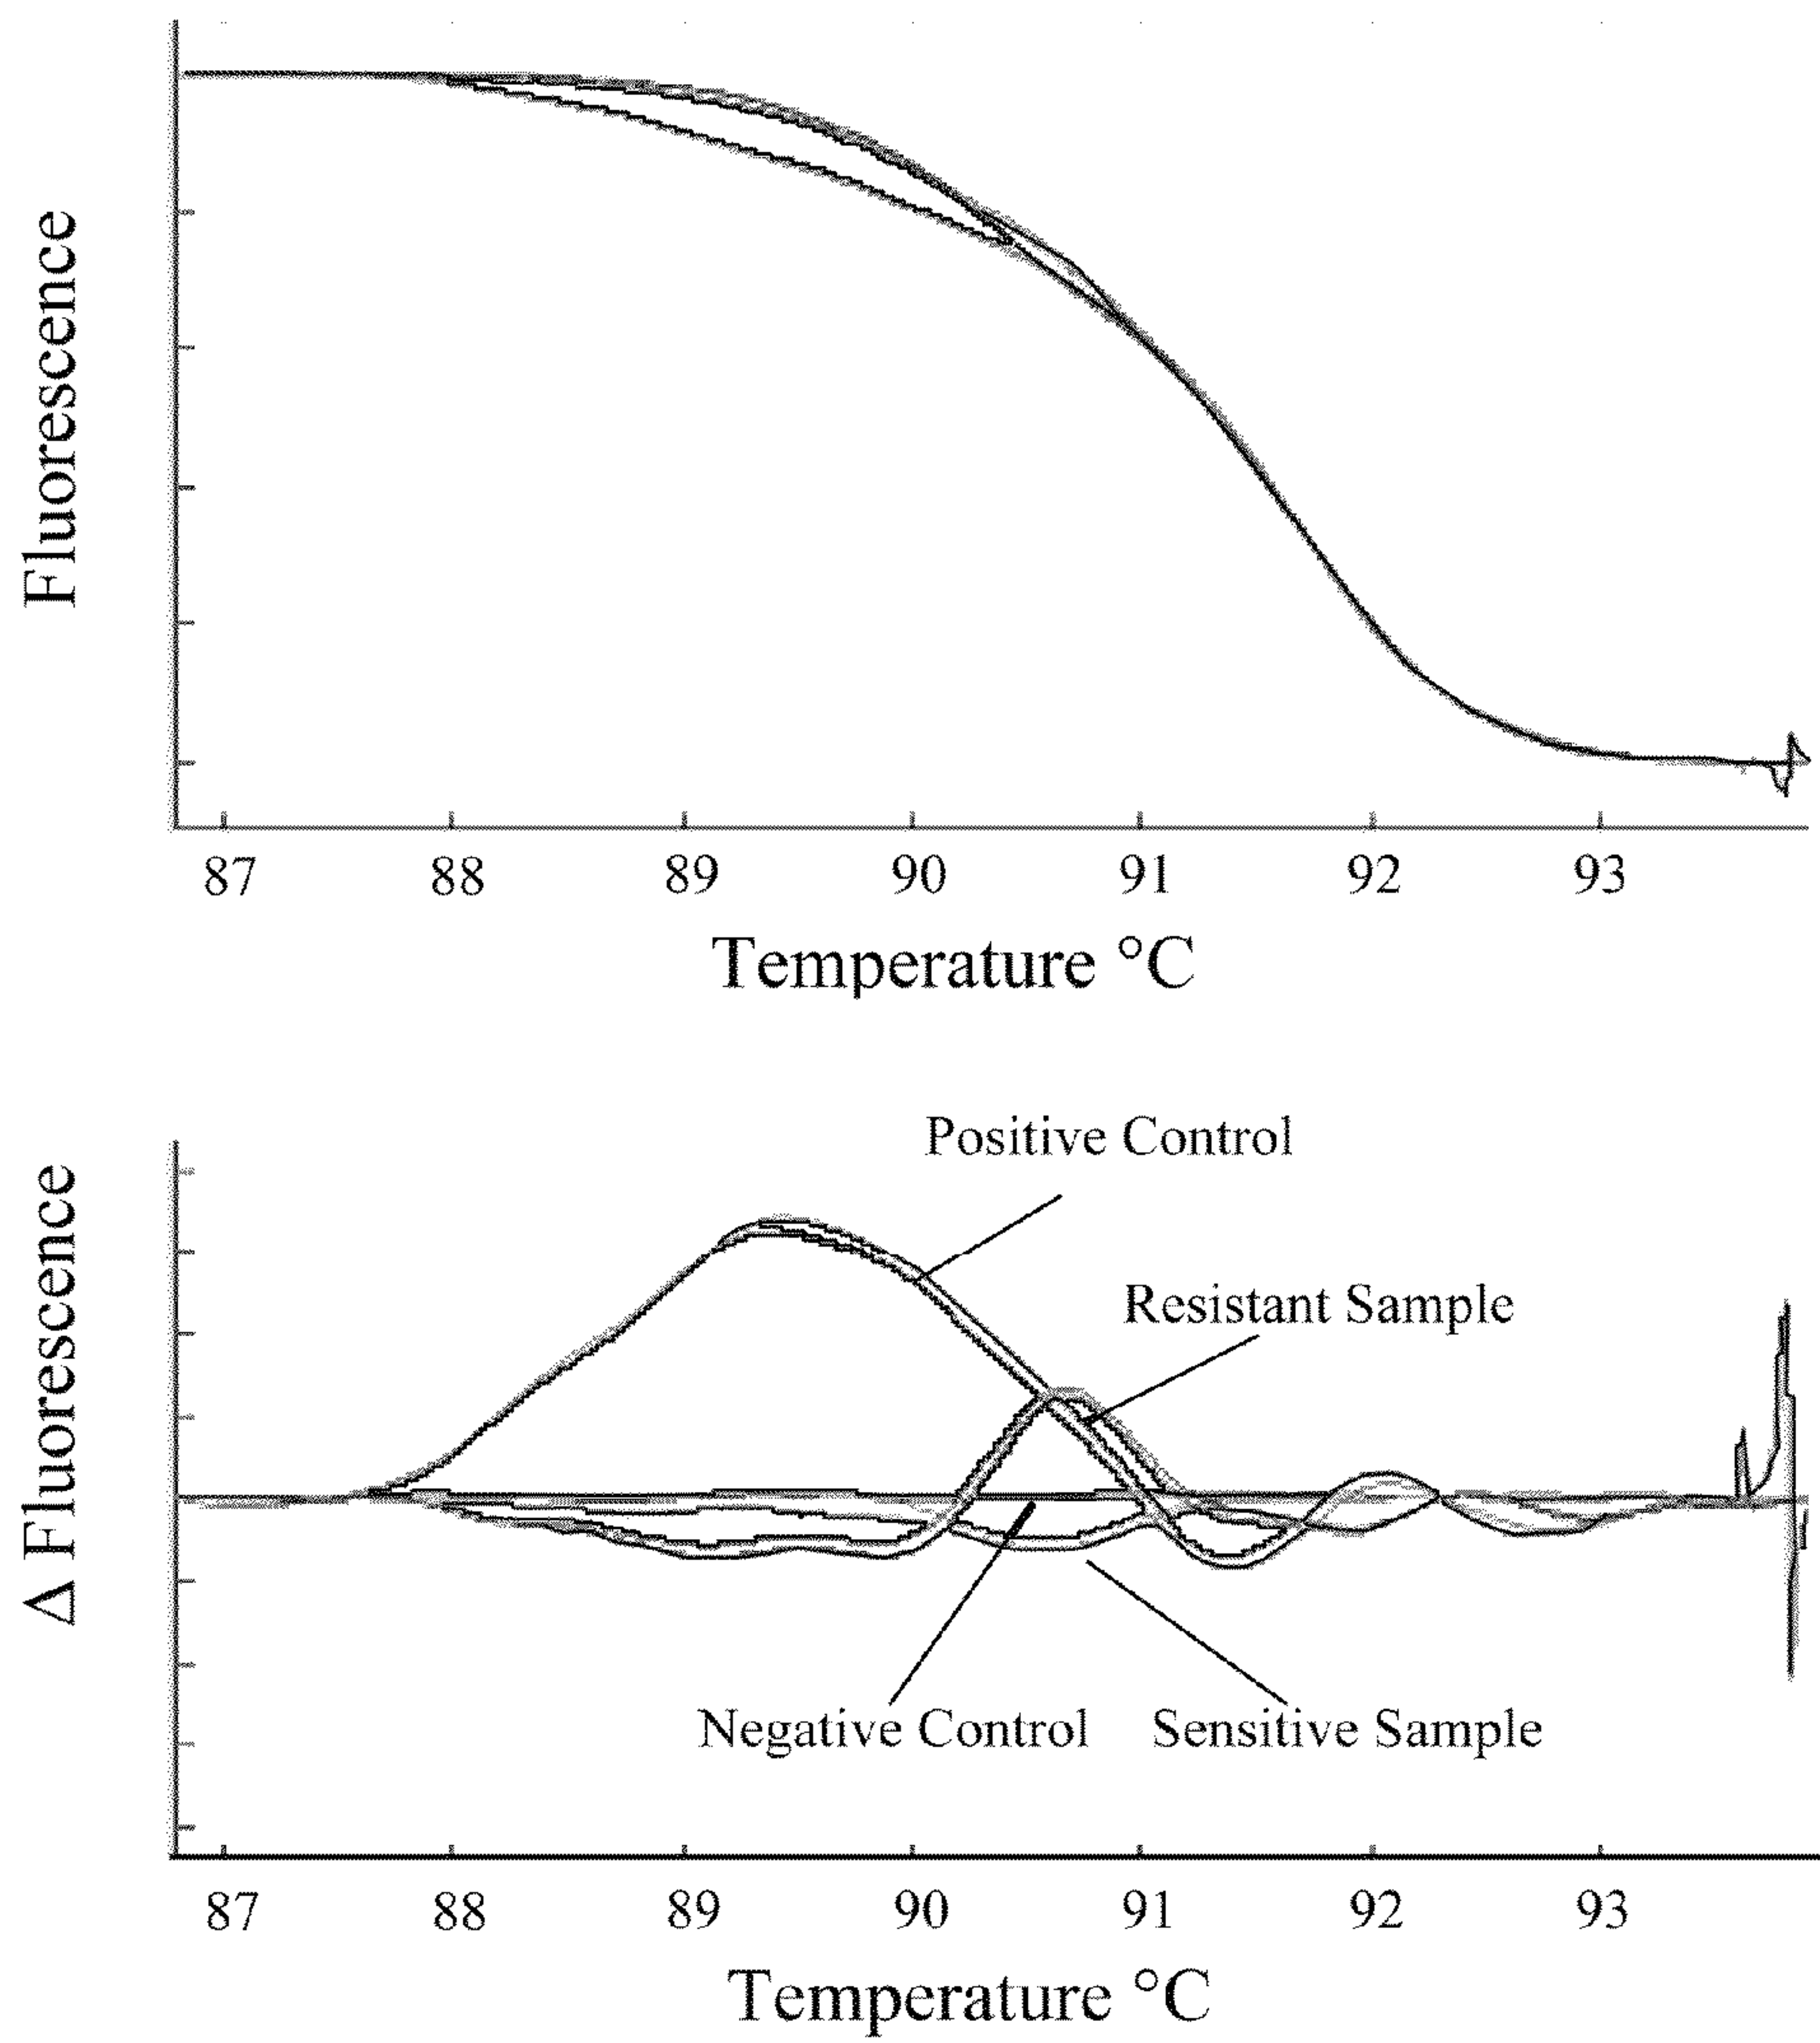 Fluorescence
87 88 89 90 91 92 93
Temperature °C
Positive Control
Resistant Sample
Δ Fluorescence
Negative Control Sensitive Sample
87 88 89 90 91 92 93
Temperature °C